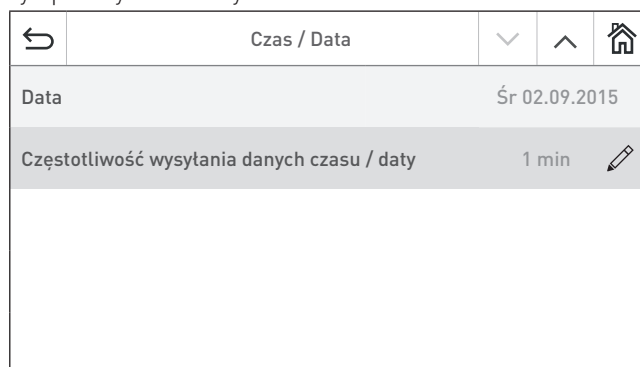 Czas / Data
Data Śr 02.09.2015
Częstotliwość wysyłania danych czasu / daty 1 min